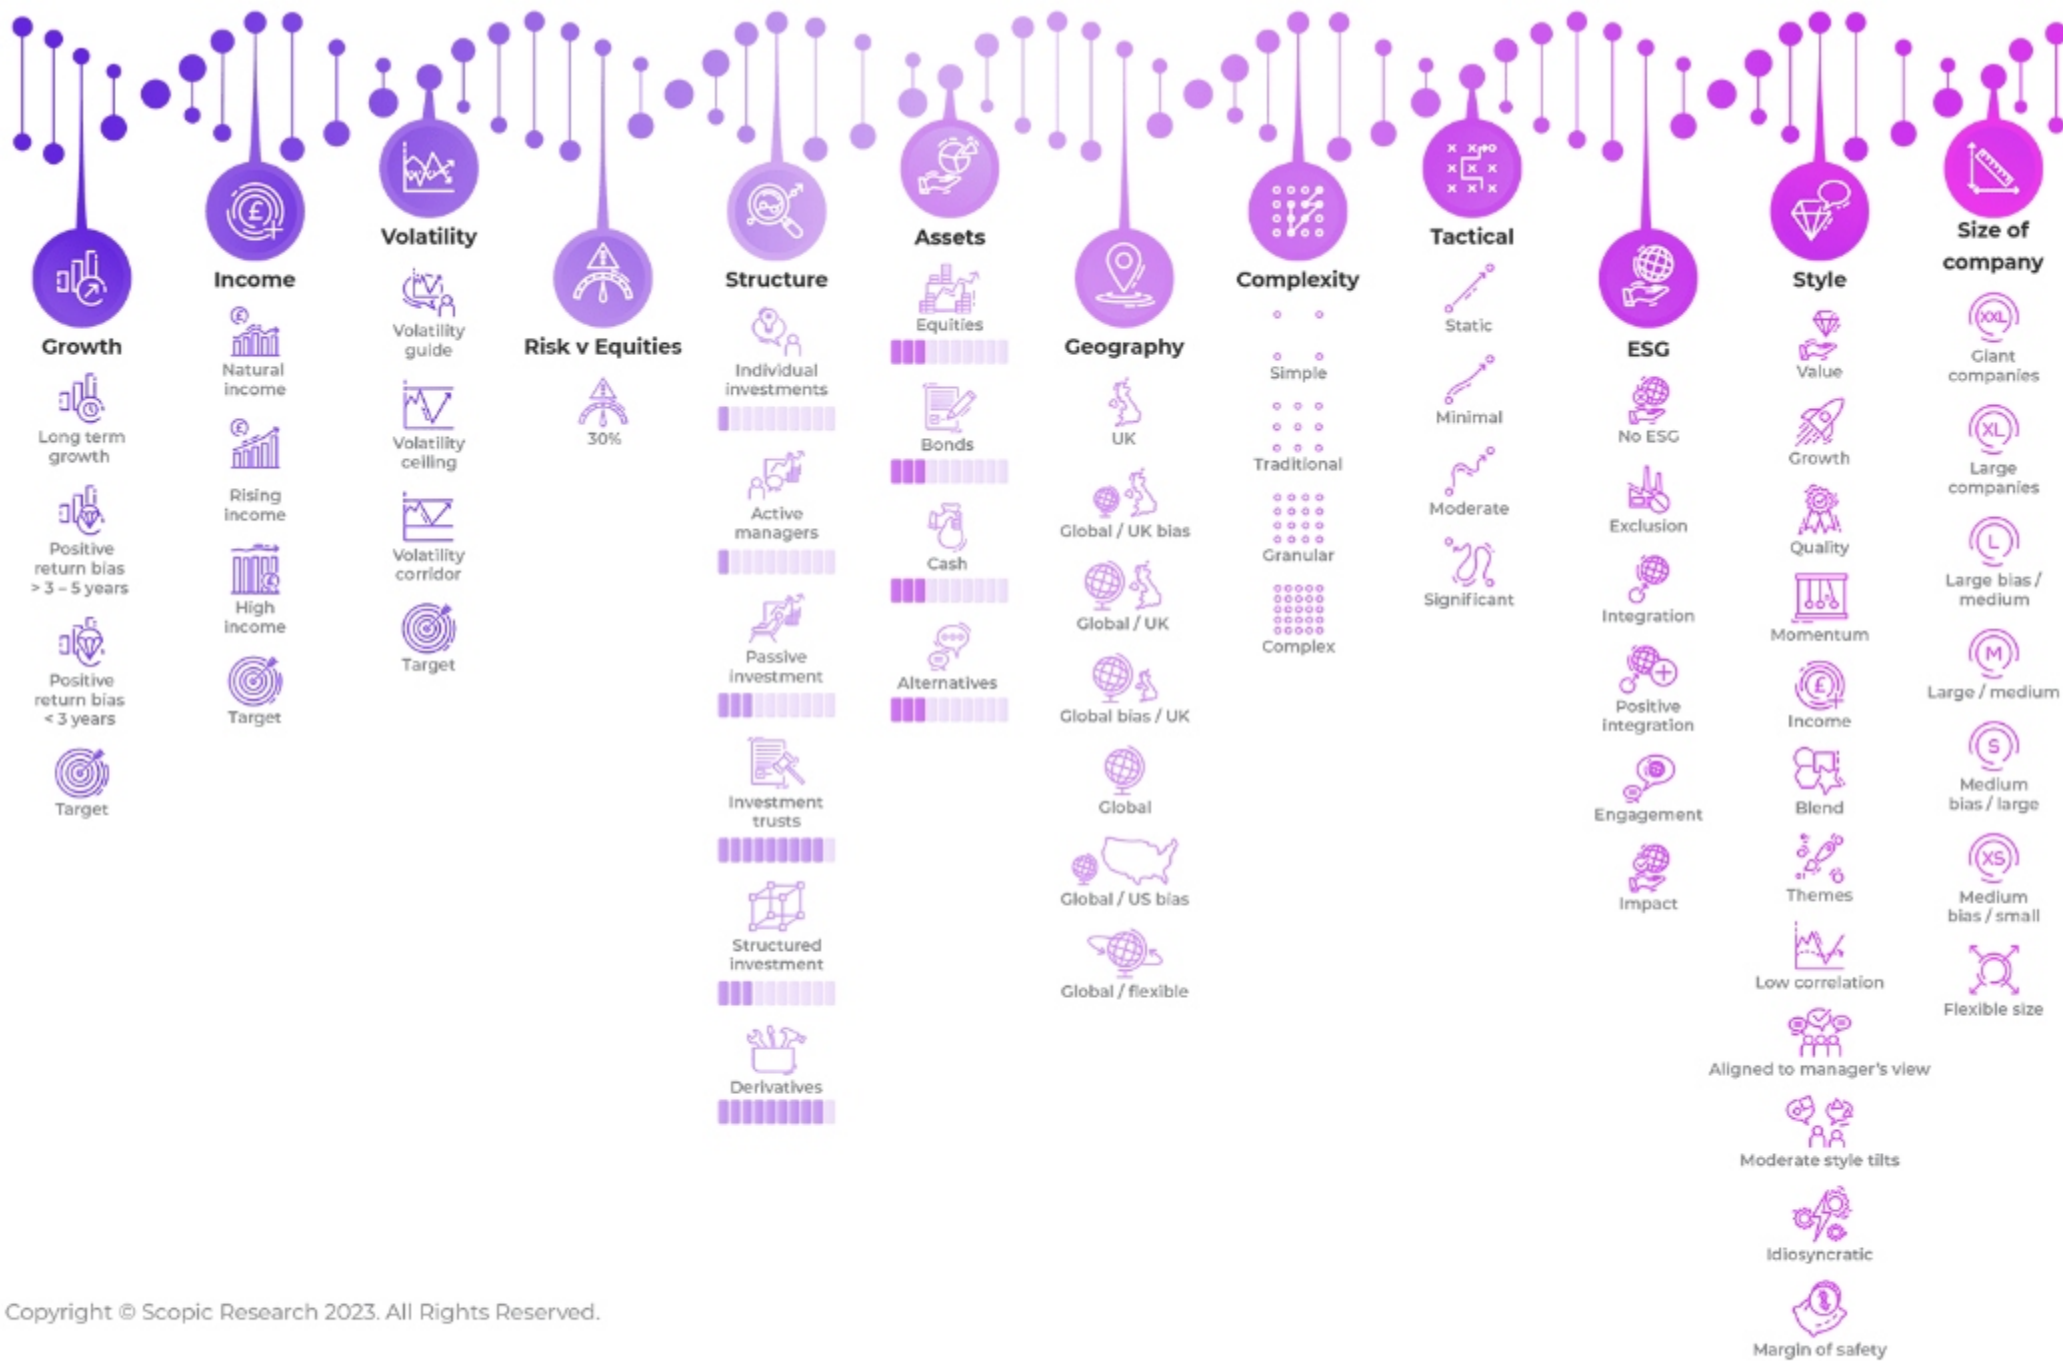 Growth
Long term
growth
Positive
return bias
> 3 – 5 years
Positive
return bias
< 3 years
Target
£
Income
£
Natural
income
£
Rising
income
£
High
income
Target
Volatility
Volatility
guide
Volatility
ceiling
Volatility
corridor
Target
Risk v Equities
30%
Structure
Individual
investments
Active
managers
Passive
investment
Investment
trusts
Structured
investment
Derivatives
Assets
Equities
Bonds
Cash
Alternatives
Geography
UK
Global / UK bias
Global / UK
Global bias / UK
Global
Global / US bias
Global / flexible
Complexity
Simple
Traditional
Granular
Complex
Tactical
Static
Minimal
Moderate
Significant
ESG
No ESG
Exclusion
Integration
Positive
integration
Engagement
Impact
Style
Value
Growth
Quality
Momentum
£
Income
Blend
Themes
Low correlation
Aligned to manager's view
Moderate style tilts
Idiosyncratic
Margin of safety
Size of
company
XXL
Giant
companies
XL
Large
companies
L
Large bias /
medium
M
Large / medium
S
Medium
bias / large
XS
Medium
bias / small
Flexible size
Copyright © Scopic Research 2023. All Rights Reserved.